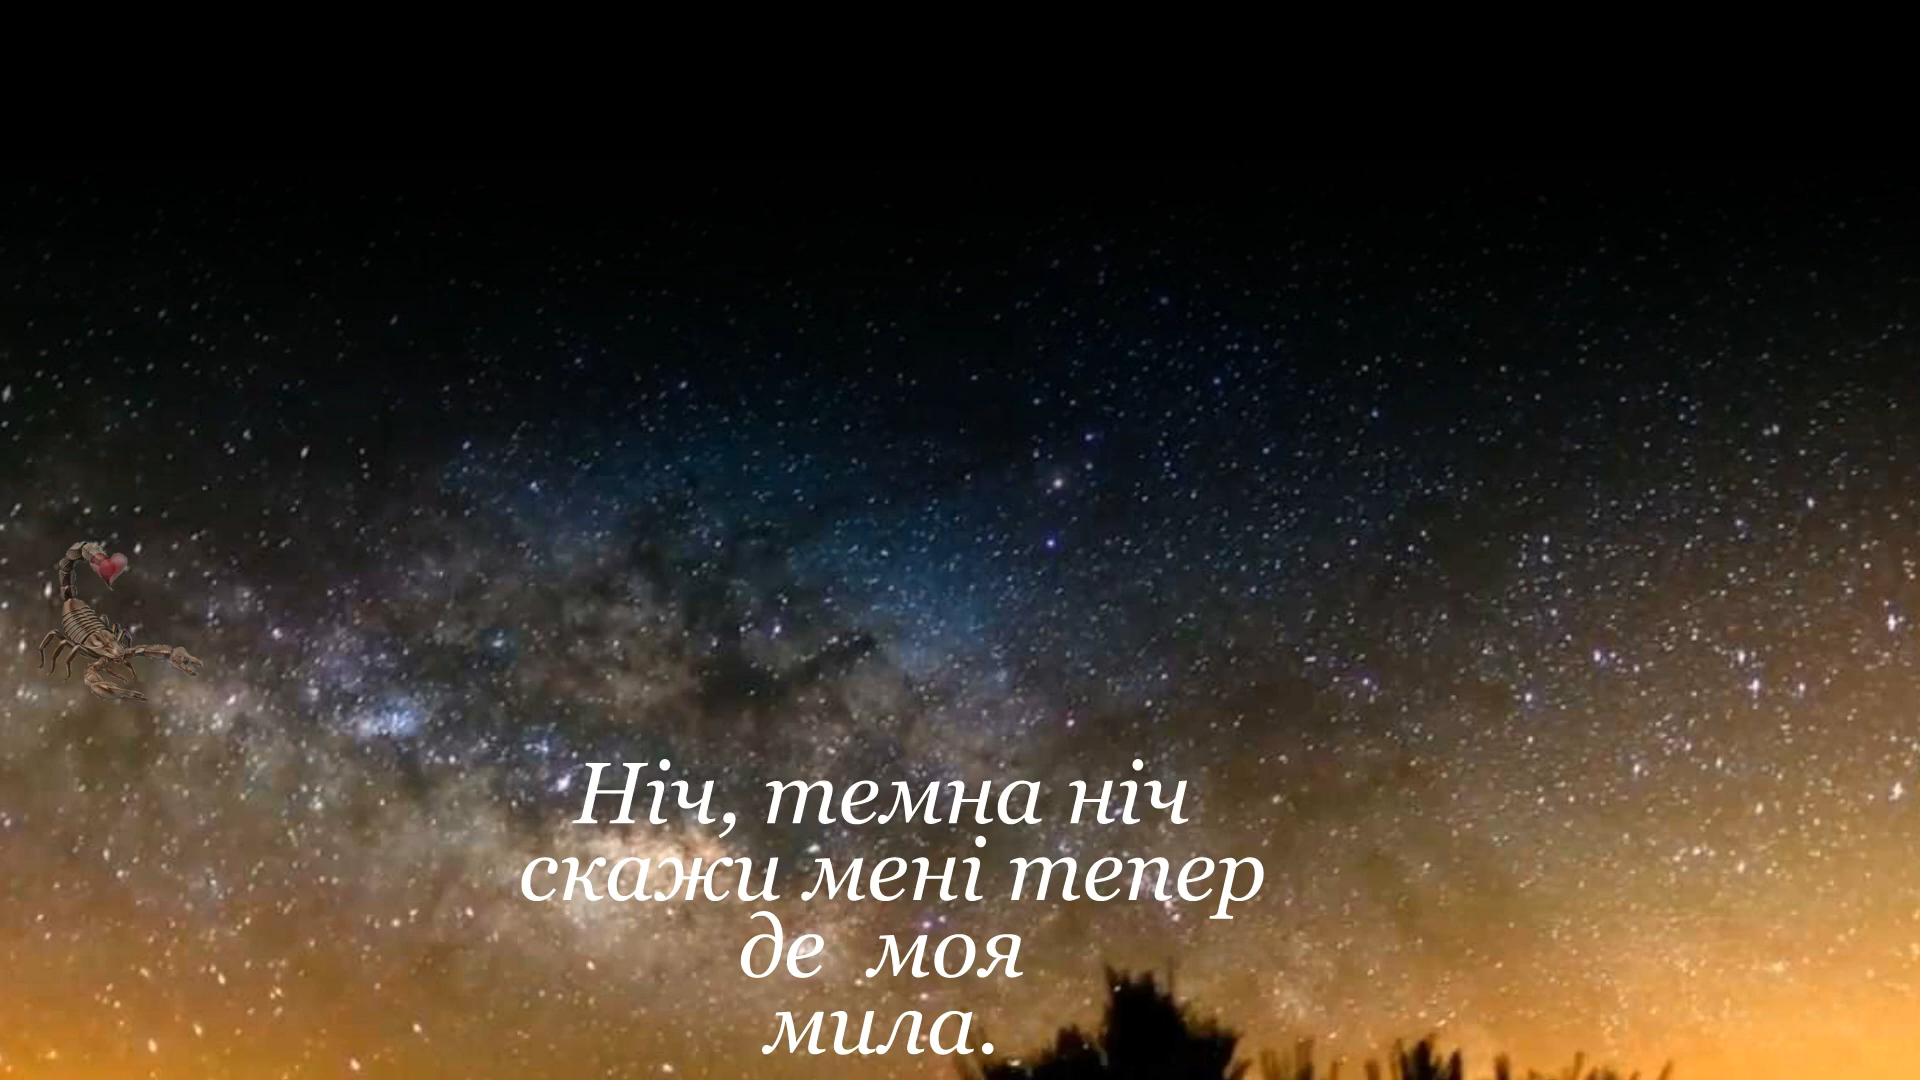 Ніч, темна ніч
скажи мені тепер
де моя
мила.